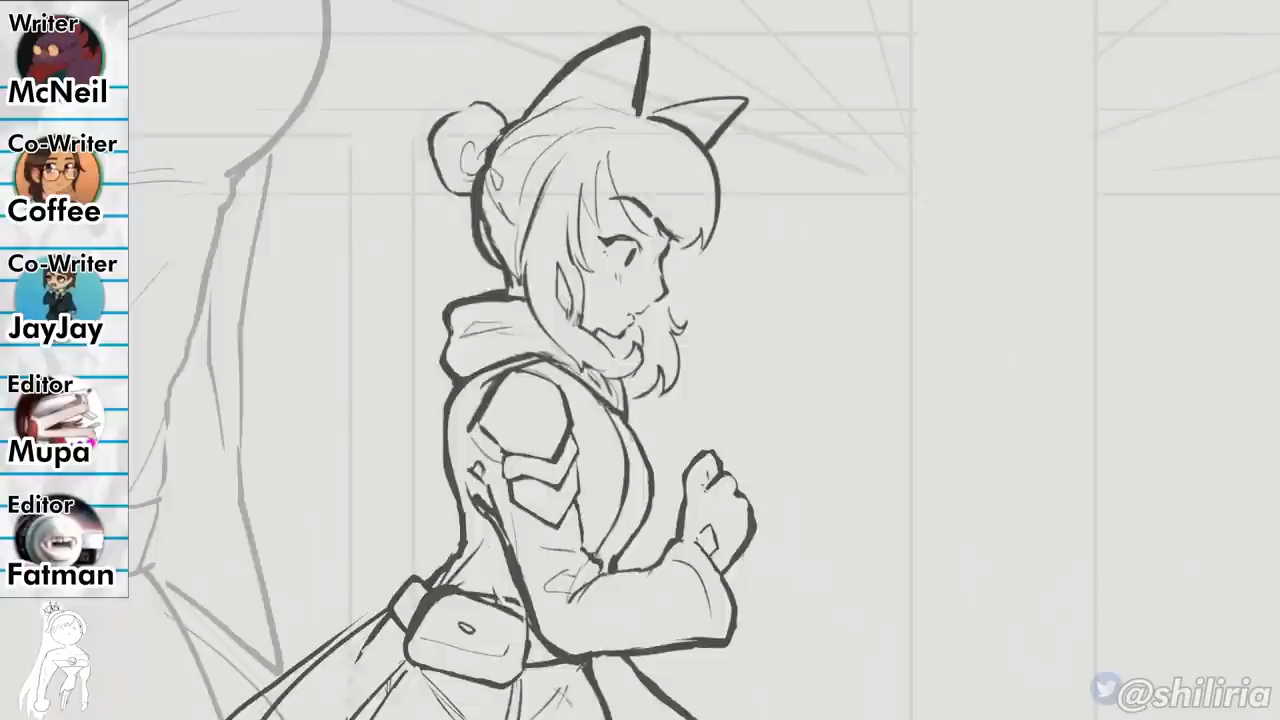 Writer
McNeil
Co-Writer
Coffee
Co-Writer
JayJay
Editor
Mupa
Editor
Fatman
@shiliria